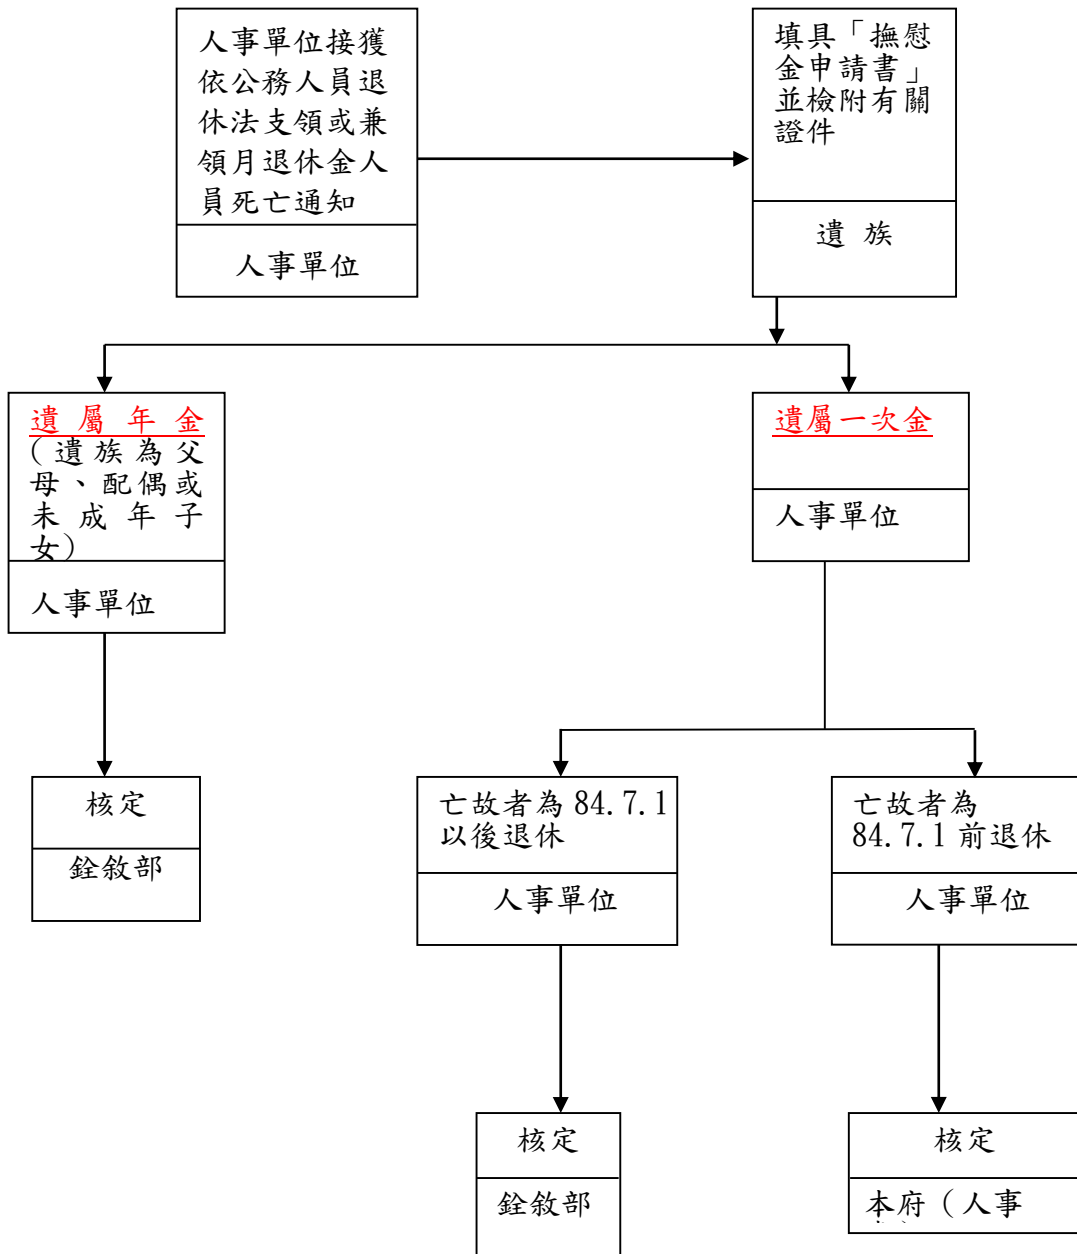 人事單位接獲
依公務人員退
休法支領或兼
領月退休金人
員死亡通知
人事單位
填具「撫慰
金申請書」
並檢附有關
證件
遺 族
遺屬年金
(遺族為父
母、配偶或
未成年子
女)
人事單位
遺屬一次金
人事單位
核定
銓敘部
亡故者為 84.7.1
以後退休
人事單位
亡故者為
84.7.1 前退休
人事單位
核定
銓敘部
核定
本府（人事